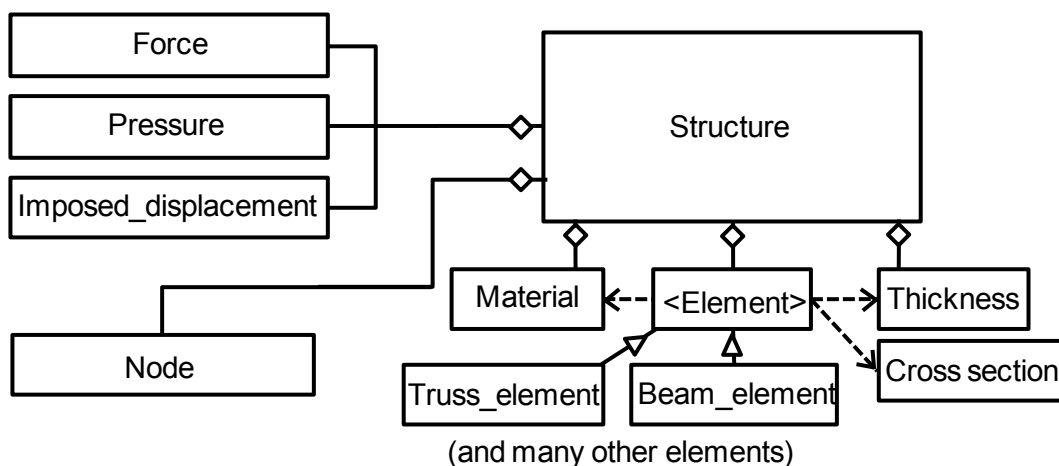 Force
Pressure
Imposed_displacement
Node
Structure
Material
<Element>
Thickness
Cross section
Truss_element
Beam_element
(and many other elements)